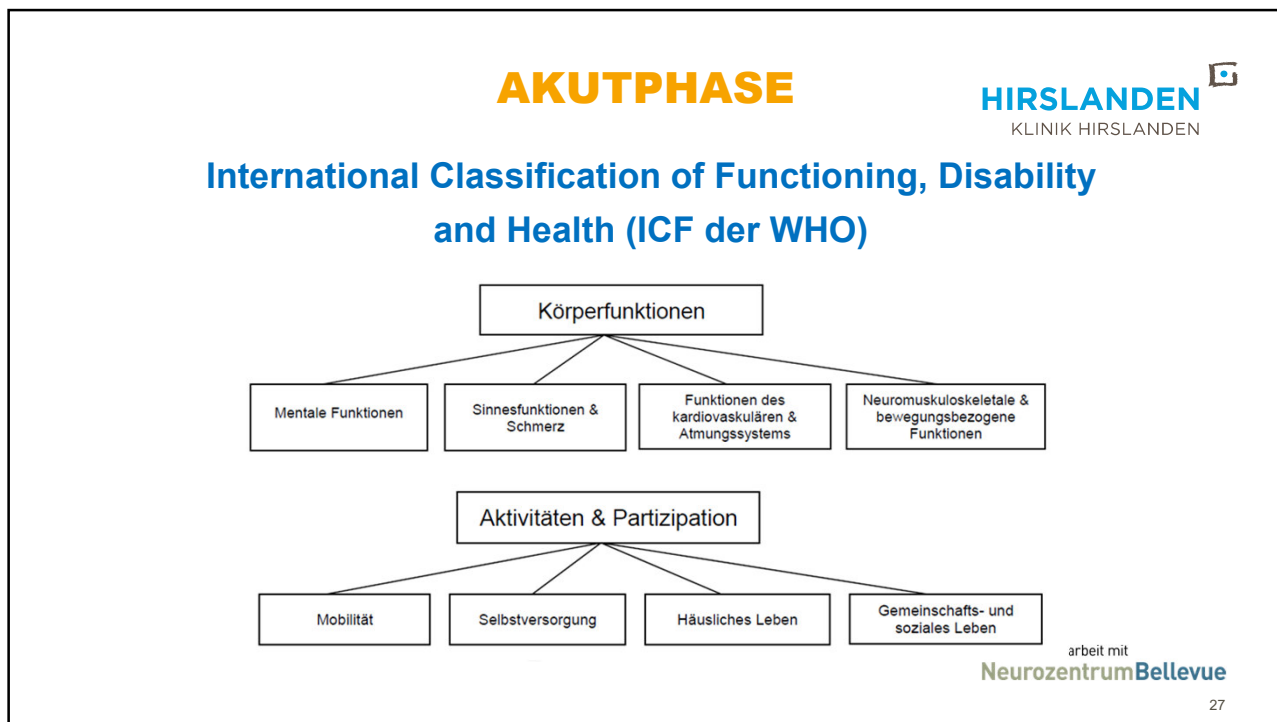 AKUTPHASE
HIRSLANDEN
KLINIK HIRSLANDEN
International Classification of Functioning, Disability
and Health (ICF der WHO)
Körperfunktionen
Mentale Funktionen
Sinnesfunktionen &
Schmerz
Funktionen des
kardiovaskulären &
Atmungssystems
Neuromuskuloskeletale &
bewegungsbezogene
Funktionen
Aktivitäten & Partizipation
Mobilität
Selbstversorgung
Häusliches Leben
Gemeinschafts- und
soziales Leben
arbeit mit
NeurozentrumBellevue
27